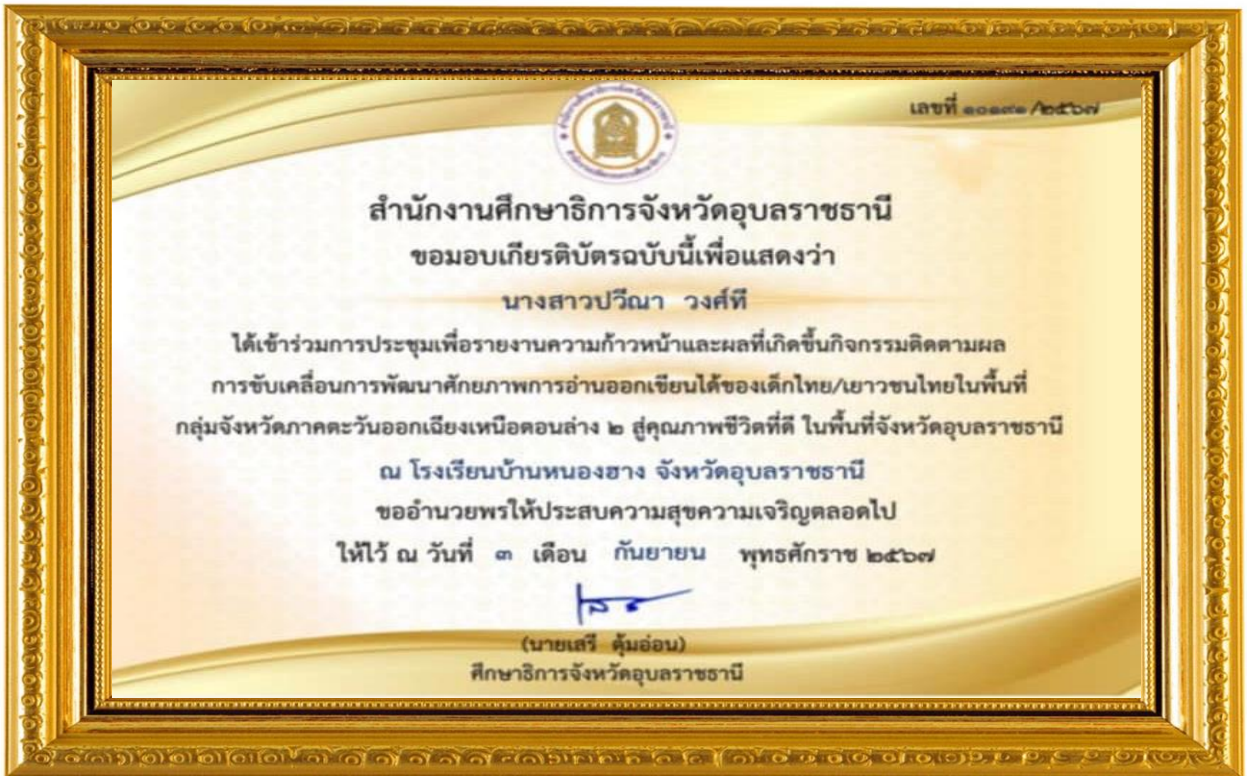 เลขที่ ๑๐๑๙๑ /๒๕๖๗
สำนักงานศึกษาธิการจังหวัดอุบลราชธานี
ขอมอบเกียรติบัตรฉบับนี้เพื่อแสดงว่า
นางสาวปวีณา วงศ์ที
ได้เข้าร่วมการประชุมเพื่อรายงานความก้าวหน้าและผลที่เกิดขึ้นกิจกรรมติดตามผล
การขับเคลื่อนการพัฒนาศักยภาพการอ่านออกเขียนได้ของเด็กไทย/เยาวชนไทยในพื้นที่
กลุ่มจังหวัดภาคตะวันออกเฉียงเหนือตอนล่าง ๒ สู่คุณภาพชีวิตที่ดี ในพื้นที่จังหวัดอุบลราชธานี
ณ โรงเรียนบ้านหนองฮาง จังหวัดอุบลราชธานี
ขออำนวยพรให้ประสบความสุขความเจริญตลอดไป
ให้ไว้ ณ วันที่ ๓ เดือน กันยายน พุทธศักราช ๒๕๖๗
(นายเสรี คุ้มอ่อน)
ศึกษาธิการจังหวัดอุบลราชธานี